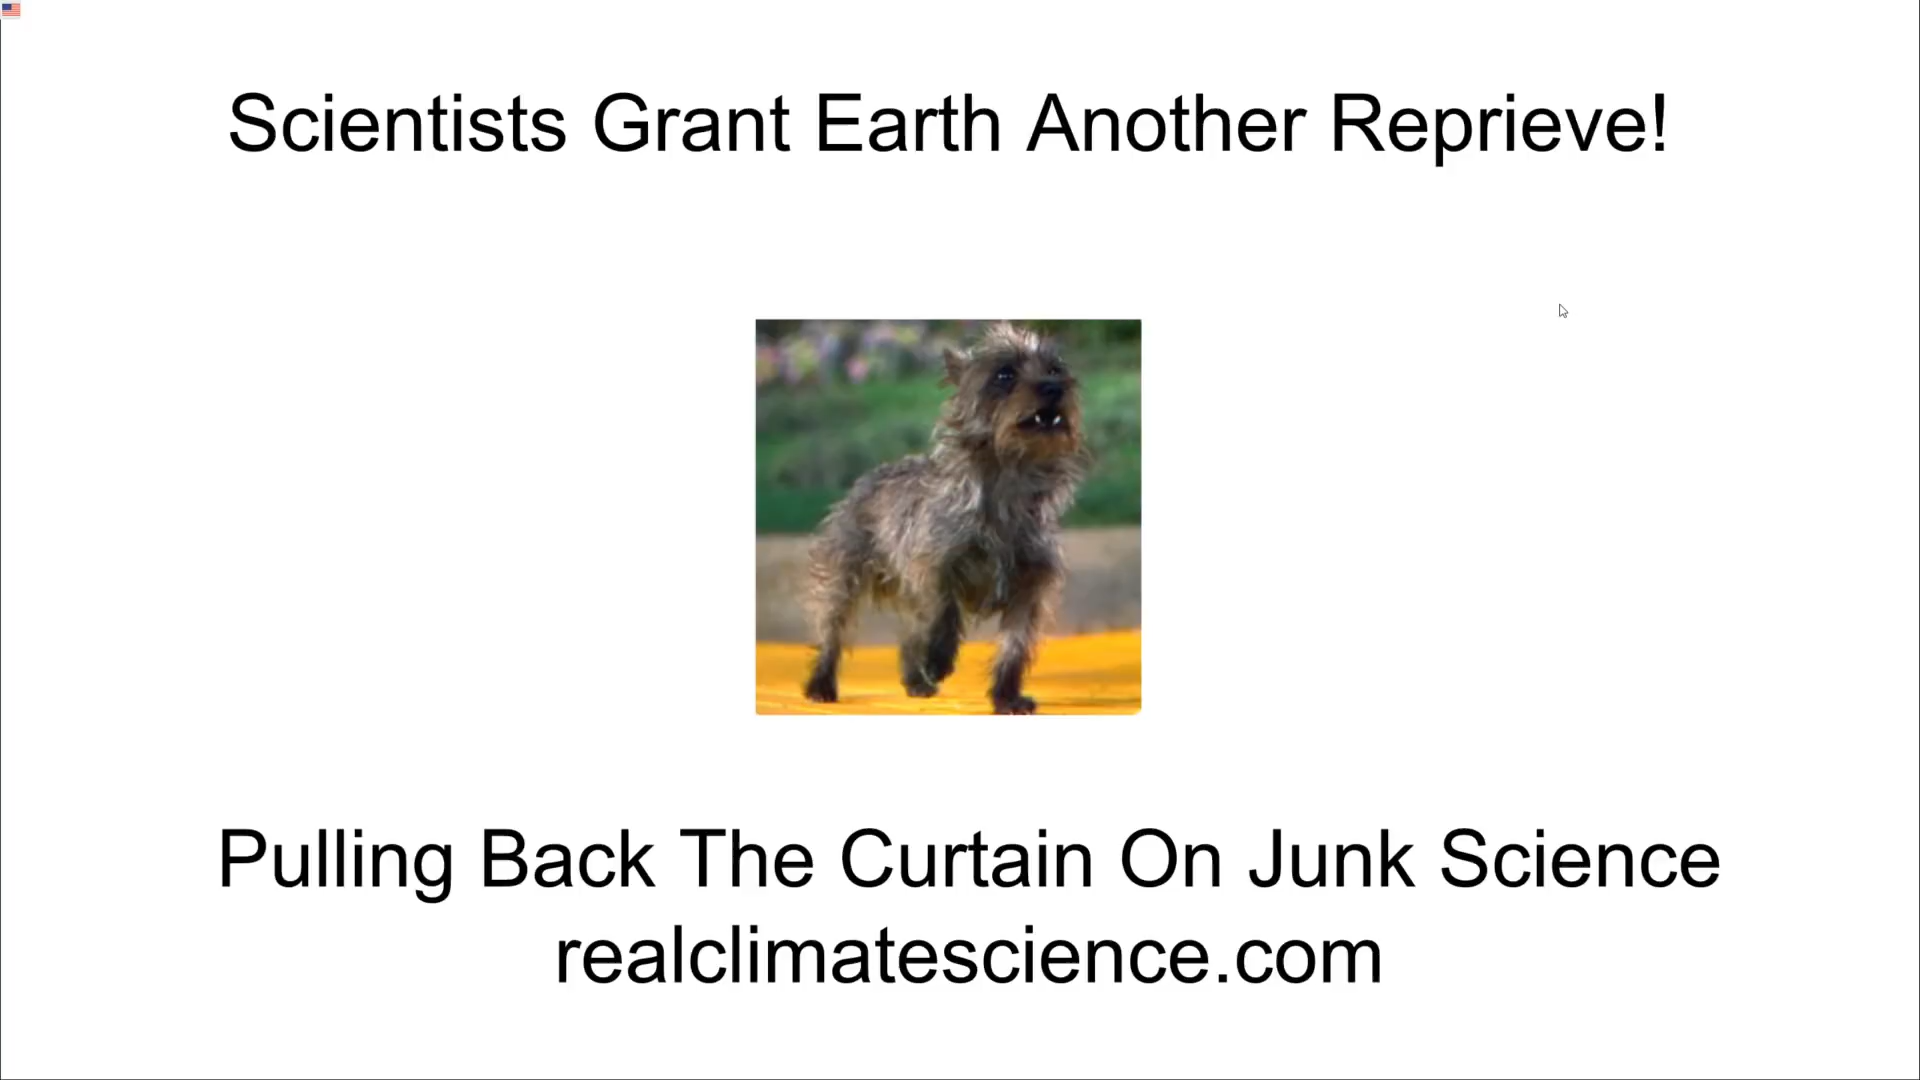 Scientists Grant Earth Another Reprieve!
Pulling Back The Curtain On Junk Science
realclimatescience.com